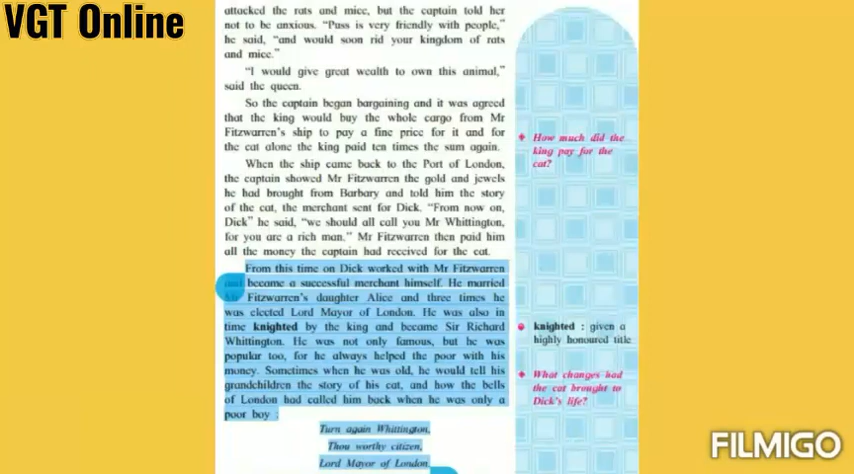 VGT Online
attacked the rats and mice, but the captain told her
not to be anxious. “Puss is very friendly with people,”
he said, “and would soon rid your kingdom of rats
and mice.”
“I would give great wealth to own this animal,”
said the queen.
So the captain began bargaining and it was agreed
that the king would buy the whole cargo from Mr
Fitzwarren’s ship to pay a fine price for it and for
the cat alone the king paid ten times the sum again.
When the ship came back to the Port of London,
the captain showed Mr Fitzwarren the gold and jewels
he had brought from Barbary and told him the story
of the cat, the merchant sent for Dick. “From now on,
Dick” he said, “we should all call you Mr Whittington,
for you are a rich man.” Mr Fitzwarren then paid him
all the money the captain had received for the cat.
From this time on Dick worked with Mr Fitzwarren
and became a successful merchant himself. He married
Mr Fitzwarren’s daughter Alice and three times he
was elected Lord Mayor of London. He was also in
time knighted by the king and became Sir Richard
Whittington. He was not only famous, but he was
popular too, for he always helped the poor with his
money. Sometimes when he was old, he would tell his
grandchildren the story of his cat, and how the bells
of London had called him back when he was only a
poor boy :
Turn again Whittington,
Thou worthy citizen,
Lord Mayor of London.
How much did the
king pay for the
cat?
knighted : given a
highly honoured title
What changes had
the cat brought to
Dick’s life?
FILMIGO